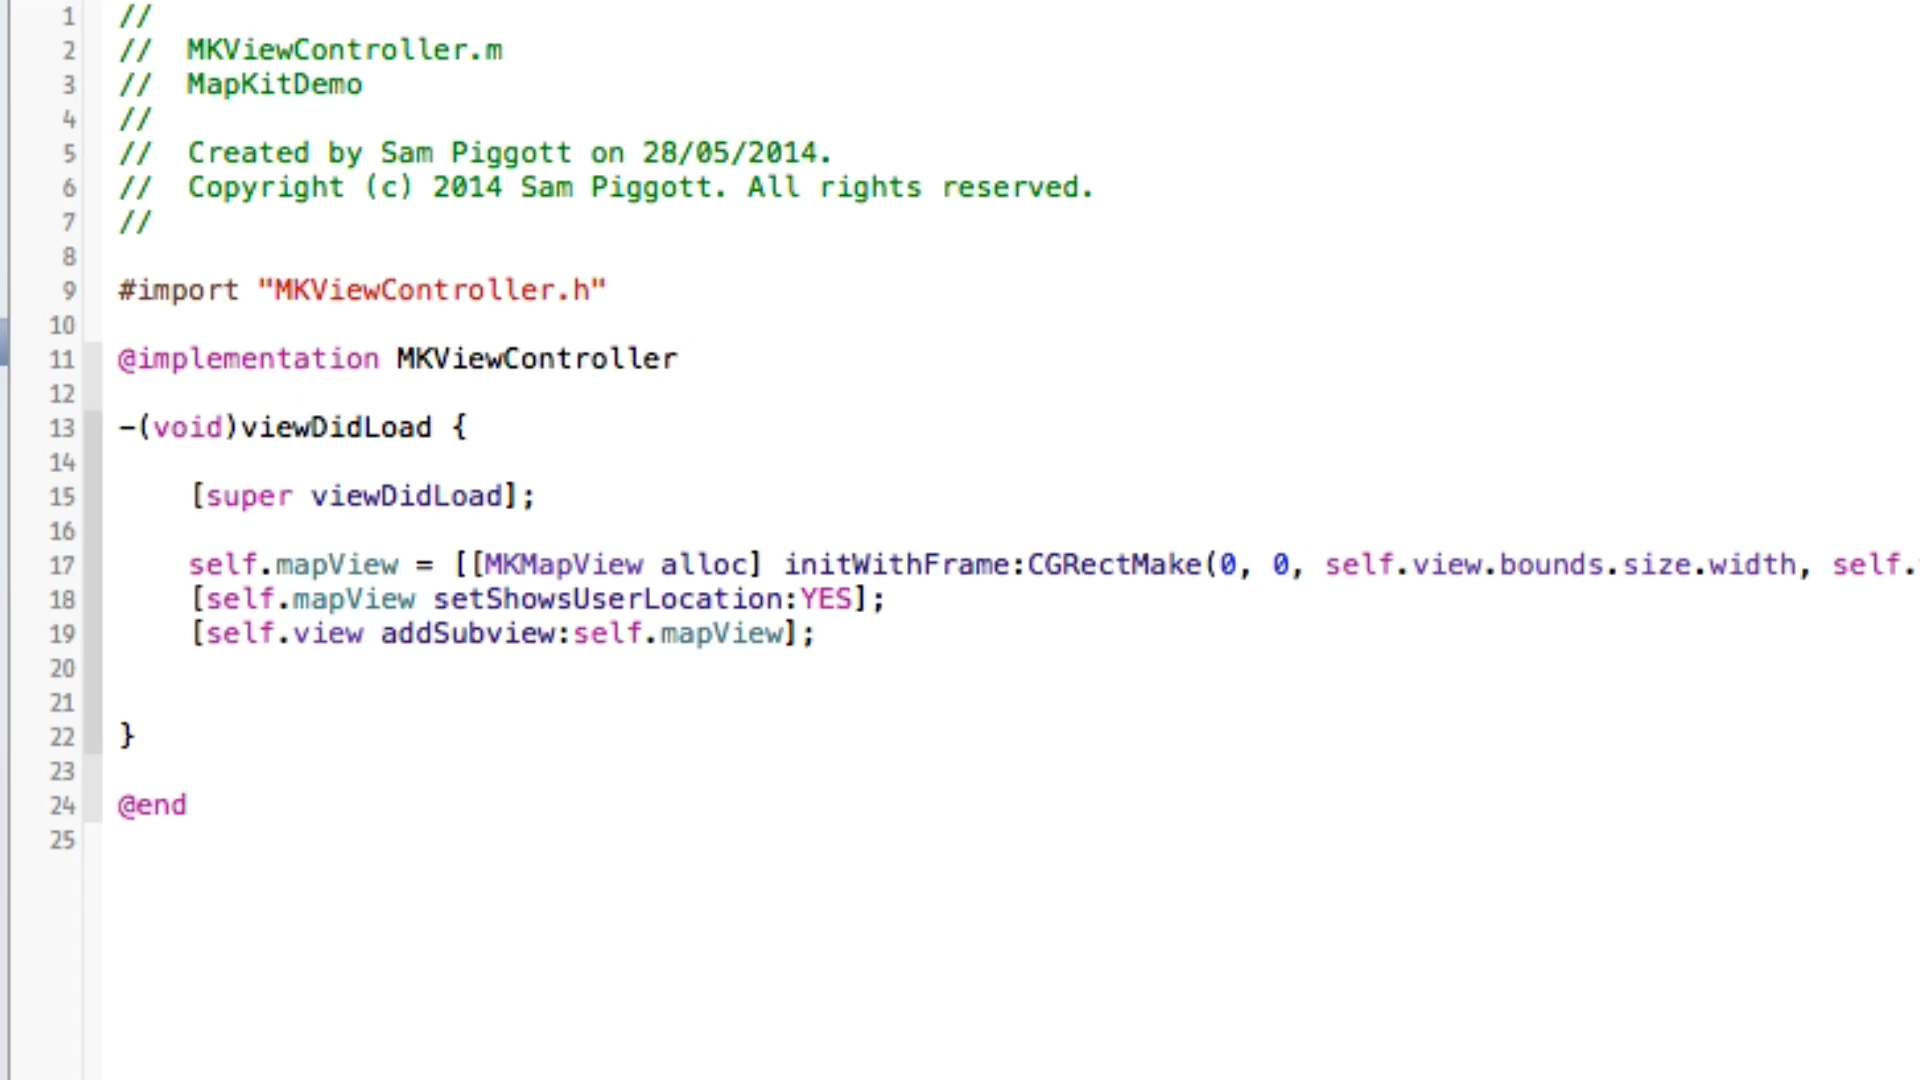 1 //
2 // MKViewController.m
3 // MapKitDemo
4 //
5 // Created by Sam Piggott on 28/05/2014.
6 // Copyright (c) 2014 Sam Piggott. All rights reserved.
7 //
8
9 #import "MKViewController.h"
10
11 @implementation MKViewController
12
13 -(void)viewDidLoad {
14
15 [super viewDidLoad];
16
17 self.mapView = [[MKMapView alloc] initWithFrame:CGRectMake(0, 0, self.view.bounds.size.width, self.
18 [self.mapView setShowsUserLocation:YES];
19 [self.view addSubview:self.mapView];
20
21
22 }
23
24 @end
25